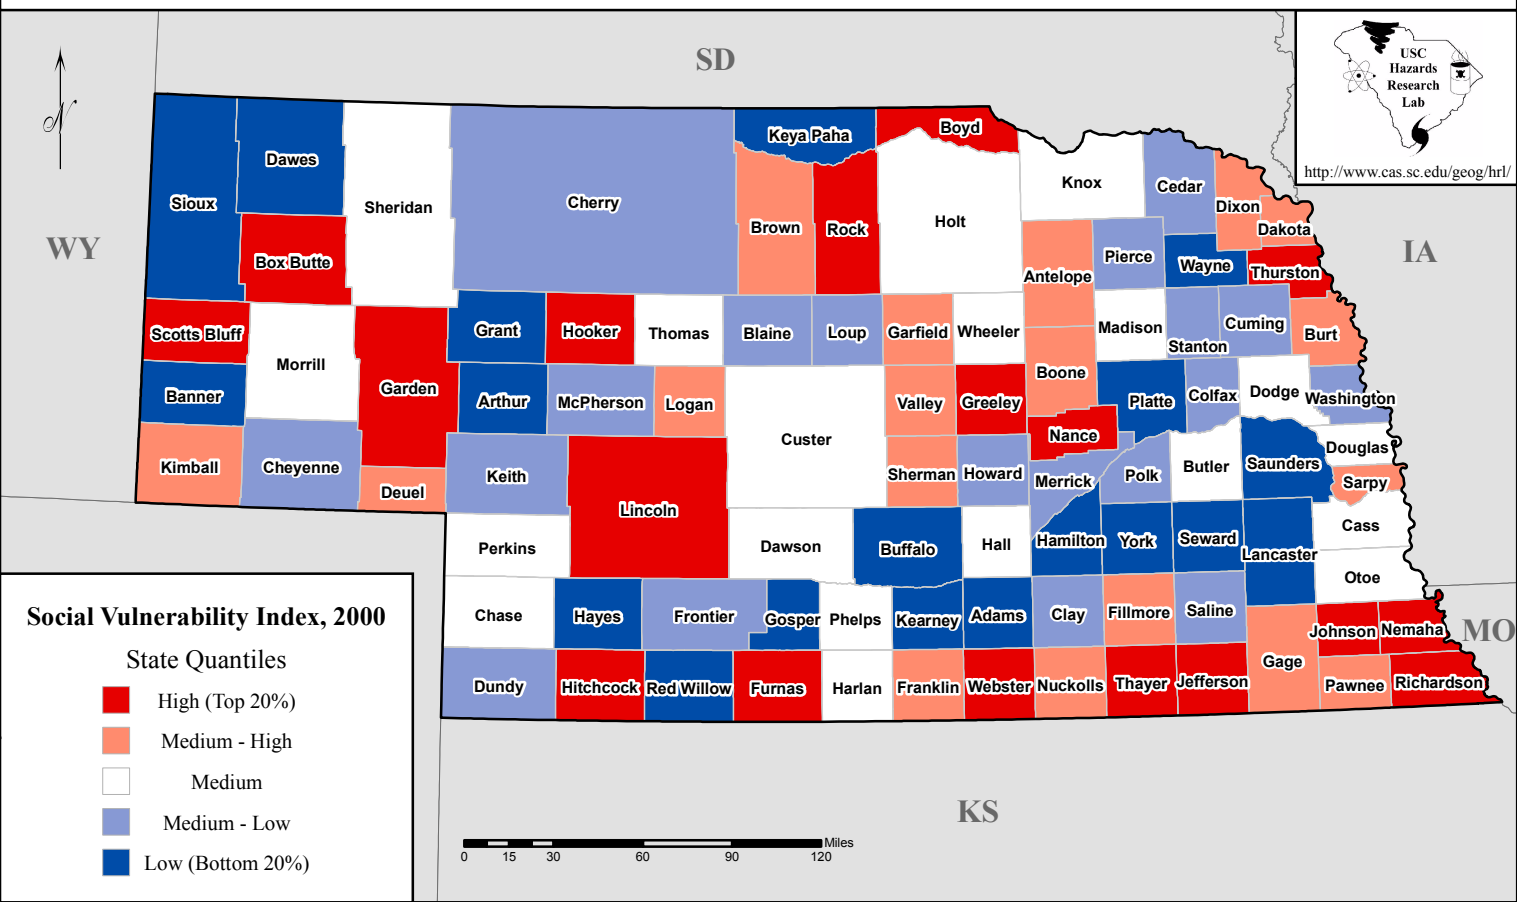 SD
USC
Hazards
Research
Lab
http://www.cas.sc.edu/geog/hrl/
N
WY
IA
MO
KS
Sioux
Dawes
Sheridan
Cherry
Keya Paha
Boyd
Brown
Rock
Holt
Knox
Cedar
Dixon
Dakota
Box Butte
Antelope
Pierce
Wayne
Thurston
Scotts Bluff
Morrill
Garden
Grant
Hooker
Thomas
Blaine
Loup
Garfield
Wheeler
Madison
Stanton
Cuming
Burt
Banner
Arthur
McPherson
Logan
Custer
Valley
Greeley
Boone
Platte
Colfax
Dodge
Washington
Nance
Kimball
Cheyenne
Deuel
Keith
Lincoln
Sherman
Howard
Merrick
Polk
Butler
Saunders
Douglas
Sarpy
Perkins
Dawson
Buffalo
Hall
Hamilton
York
Seward
Lancaster
Cass
Otoe
Chase
Hayes
Frontier
Gosper
Phelps
Kearney
Adams
Clay
Fillmore
Saline
Johnson
Nemaha
Dundy
Hitchcock
Red Willow
Furnas
Harlan
Franklin
Webster
Nuckolls
Thayer
Jefferson
Gage
Pawnee
Richardson
Social Vulnerability Index, 2000
State Quantiles
High (Top 20%)
Medium - High
Medium
Medium - Low
Low (Bottom 20%)
Miles
0 15 30 60 90 120